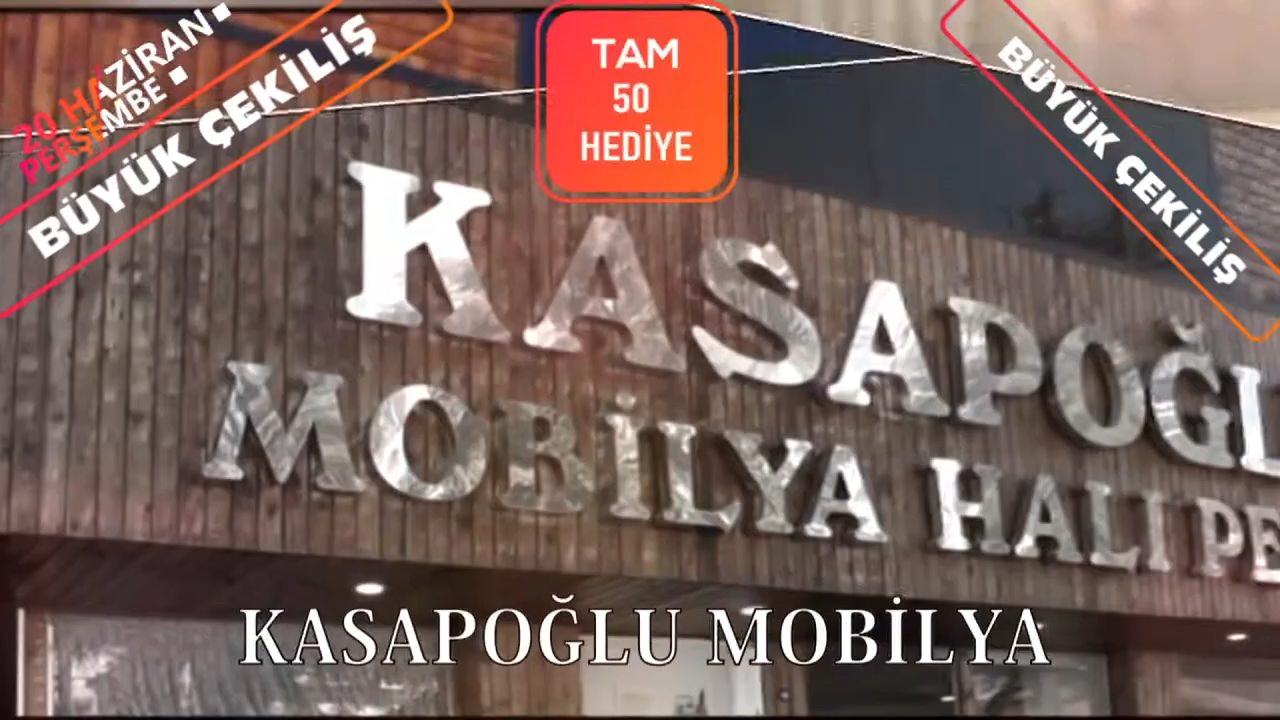 20 HAZİRAN
PERŞEMBE
BÜYÜK ÇEKİLİŞ
TAM
50
HEDİYE
BÜYÜK ÇEKİLİŞ
KASAPOĞL
MOBİLYA HALI PE
KASAPOĞLU MOBİLYA